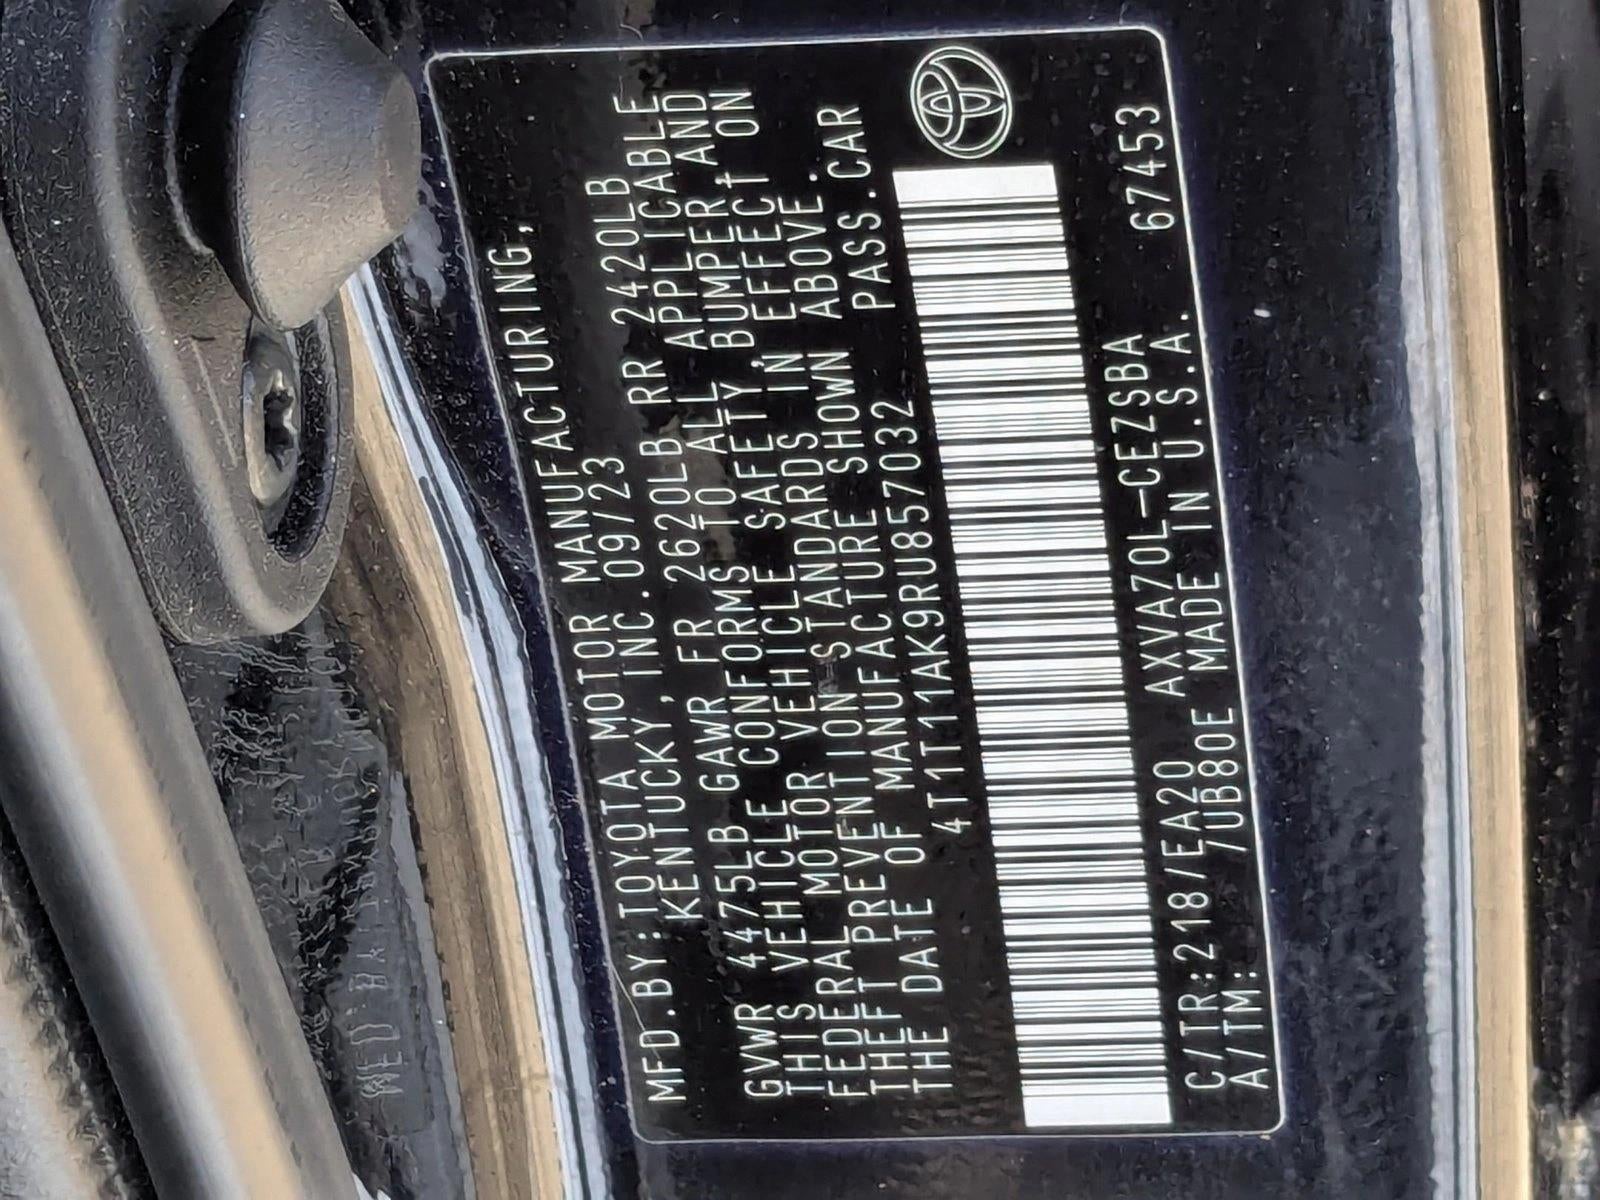 MFD.BY:TOYOTA MOTOR MANUFACTURING,
KENTUCKY, INC.09/23
GVWR 4475LB GAWR FR 2620LB RR 2420LB
THIS VEHICLE CONFORMS TO ALL APPLICABLE
FEDERAL MOTOR VEHICLE SAFETY,BUMPER,AND
THEFT PREVENTION STANDARDS IN EFFECT ON
THE DATE OF MANUFACTURE SHOWN ABOVE.
4T1T11AK9RU857032 PASS.CAR
C/TR:218/EA20 AXVA70L-CEZSBA
A/TM: 7UB80E MADE IN U.S.A. 67453